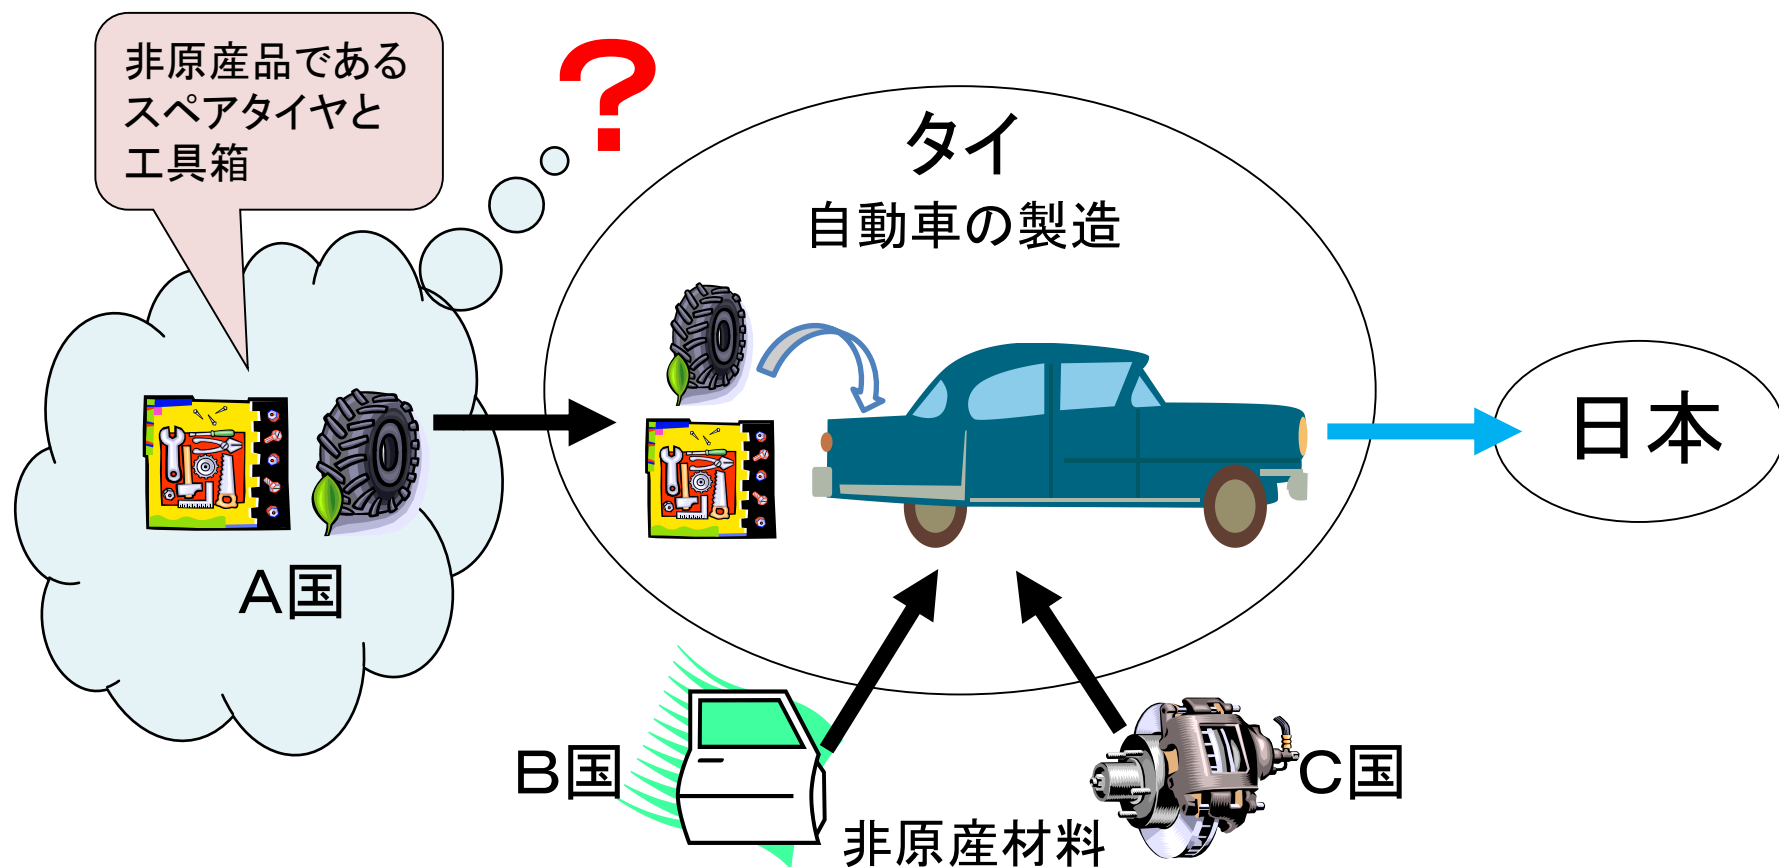 非原産品である
スペアタイヤと
工具箱
?
タイ
自動車の製造
日本
A国
B国
C国
非原産材料